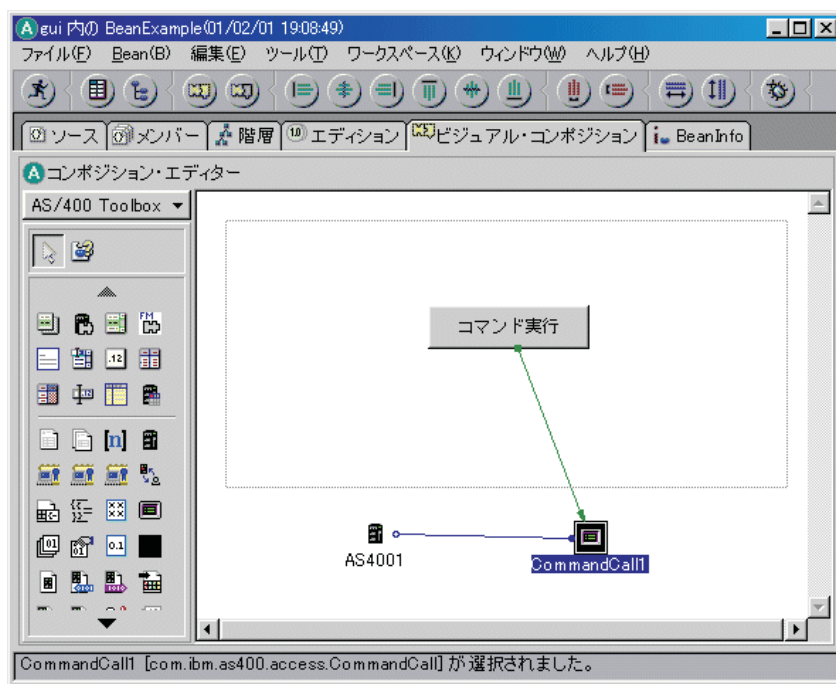 gui 内の BeanExample(01/02/01 19:08:49)
ファイル(F) Bean(B) 編集(E) ツール(T) ワークスペース(K) ウィンドウ(W) ヘルプ(H)
ソース メンバー 階層 エディション ビジュアル・コンポジション BeanInfo
コンポジション・エディター
AS/400 Toolbox
コマンド実行
AS4001
CommandCall1
CommandCall1 [com.ibm.as400.access.CommandCall] が選択されました。